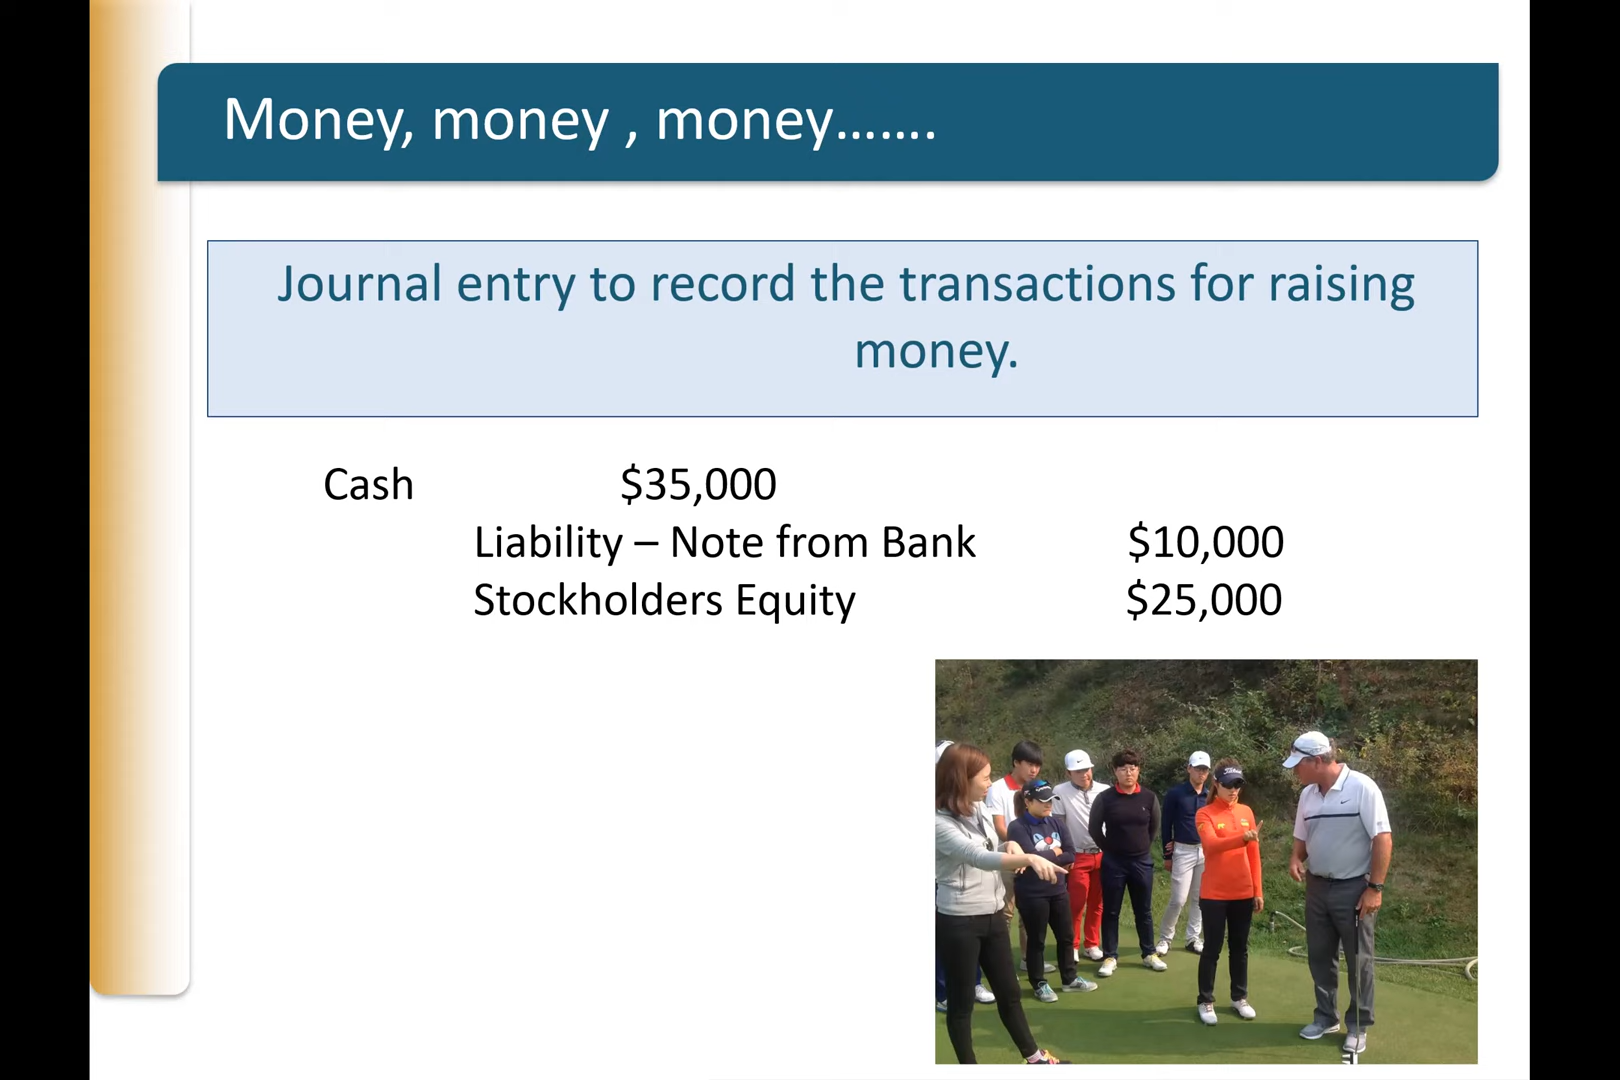 Money, money , money…….
Journal entry to record the transactions for raising
money.
Cash $35,000
Liability – Note from Bank $10,000
Stockholders Equity $25,000